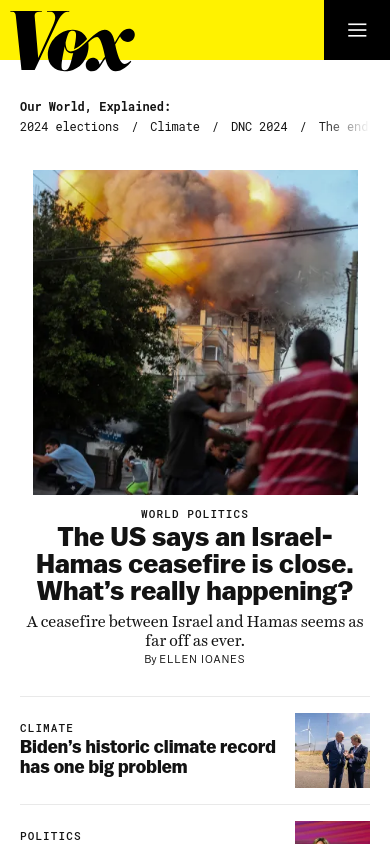 Vox
Our World, Explained:
2024 elections / Climate / DNC 2024 / The end
WORLD POLITICS
The US says an Israel-
Hamas ceasefire is close.
What’s really happening?
A ceasefire between Israel and Hamas seems as
far off as ever.
By ELLEN IOANES
CLIMATE
Biden’s historic climate record
has one big problem
POLITICS